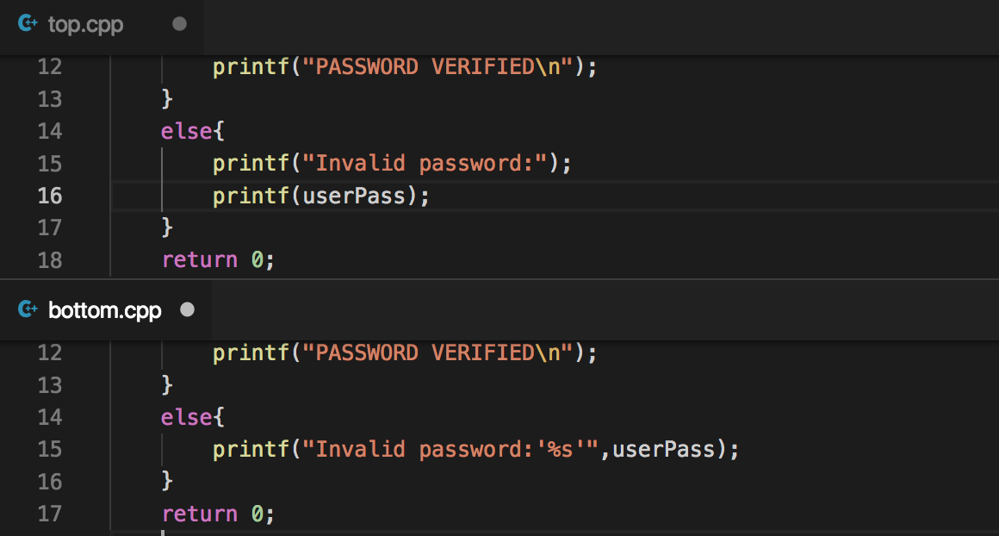 top.cpp
12 printf("PASSWORD VERIFIED\n");
13 }
14 else{
15 printf("Invalid password:");
16 printf(userPass);
17 }
18 return 0;
bottom.cpp
12 printf("PASSWORD VERIFIED\n");
13 }
14 else{
15 printf("Invalid password:'%s'",userPass);
16 }
17 return 0;